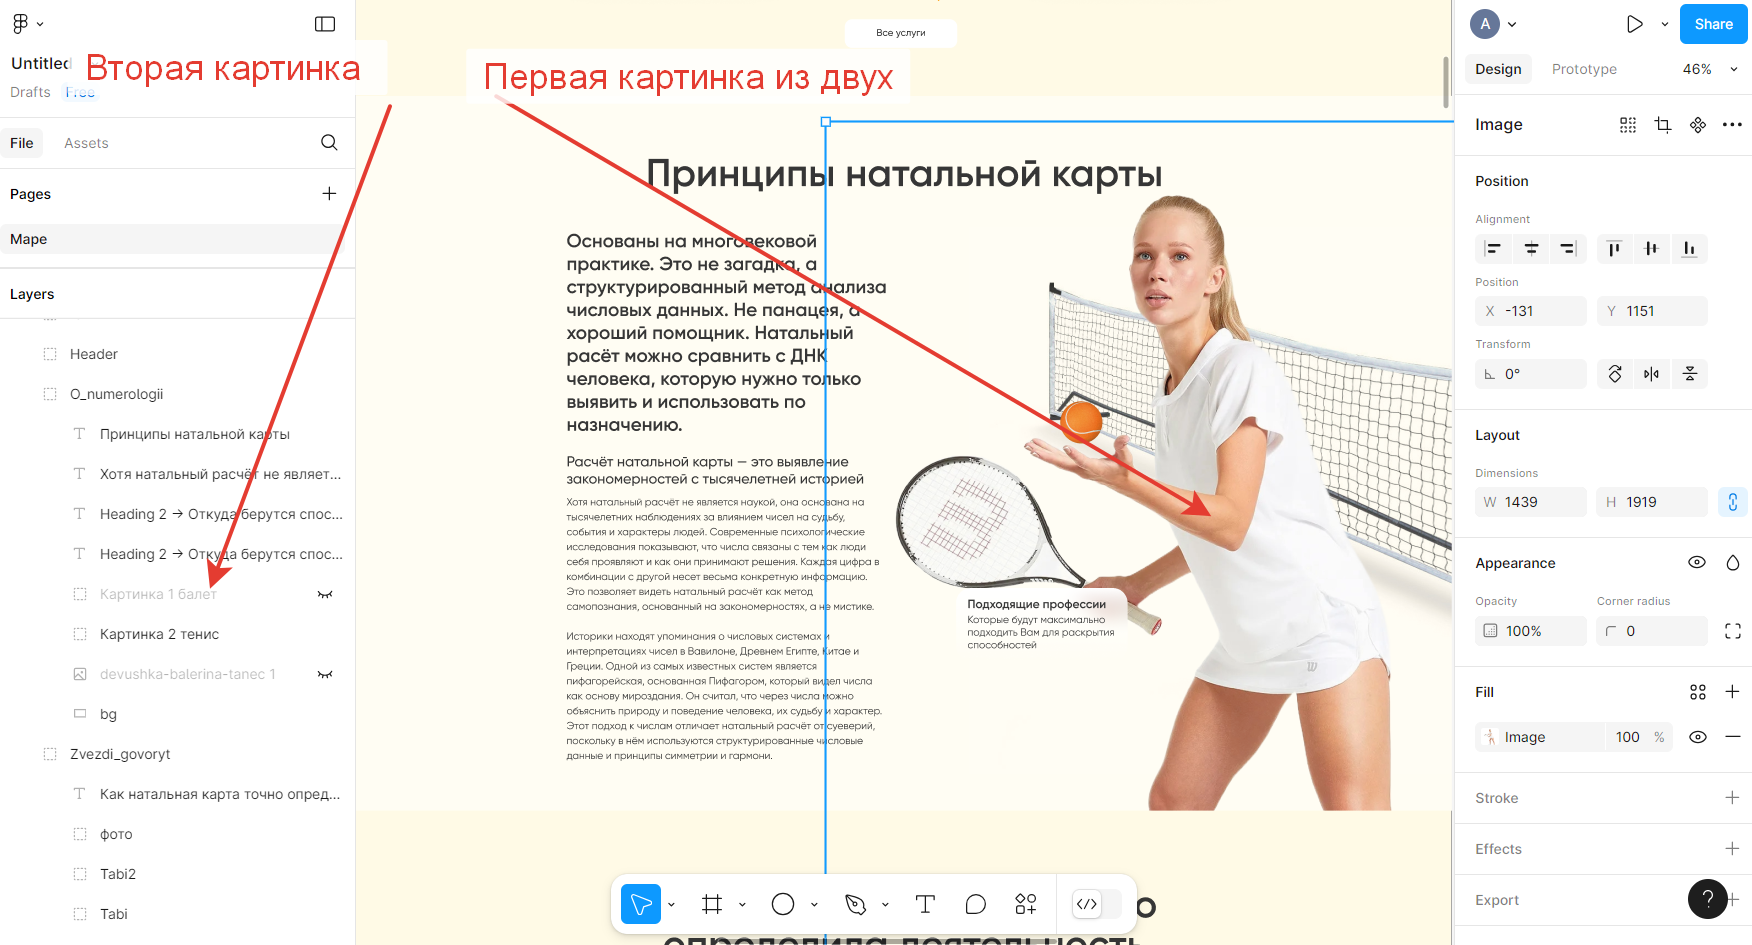 Untitled
Drafts
Free
Вторая картинка
File
Assets
Pages
Mape
Layers
Header
O_numerologii
Принципы натальной карты
Хотя натальный расчёт не являет...
Heading 2 → Откуда берутся спос...
Heading 2 → Откуда берутся спос...
Картинка 1 балет
Картинка 2 тенис
devushka-balerina-tanec 1
bg
Zvezdi_govoryt
Как натальная карта точно опред...
фото
Tabi2
Tabi
Все услуги
Первая картинка из двух
Принципы натальной карты
Основаны на многовековой
практике. Это не загадка, а
структурированный метод анализа
числовых данных. Не панацея, а
хороший помощник. Натальный
расёт можно сравнить с ДНК
человека, которую нужно только
выявить и использовать по
назначению.
Расчёт натальной карты — это выявление
закономерностей с тысячелетней историей
Хотя натальный расчёт не является наукой, она основана на
тысячелетних наблюдениях за влиянием чисел на судьбу,
события и характеры людей. Современные психологические
исследования показывают, что числа связаны с тем как люди
себя проявляют и как они принимают решения. Каждая цифра в
комбинации с другой несет весьма конкретную информацию.
Это позволяет видеть натальный расчёт как метод
самопознания, основанный на закономерностях, а не мистике.
Историки находят упоминания о числовых системах и
интерпретациях чисел в Вавилоне, Древнем Египте, Китае и
Греции. Одной из самых известных систем является
пифагорейская, основанная Пифагором, который видел числа
как основу мироздания. Он считал, что через числа можно
объяснить природу и поведение человека, их судьбу и характер.
Этот подход к числам отличает натальный расчёт от суеверий,
поскольку в нём используются структурированные числовые
данные и принципы симметрии и гармони.
Подходящие профессии
Которые будут максимально
подходить Вам для раскрытия
способностей
определила деятельность
A
Share
Design
Prototype
46%
Image
Position
Alignment
Position
X -131
Y 1151
Transform
0°
Layout
Dimensions
W 1439
H 1919
Appearance
Opacity
Corner radius
100%
0
Fill
Image
100 %
Stroke
Effects
Export
?